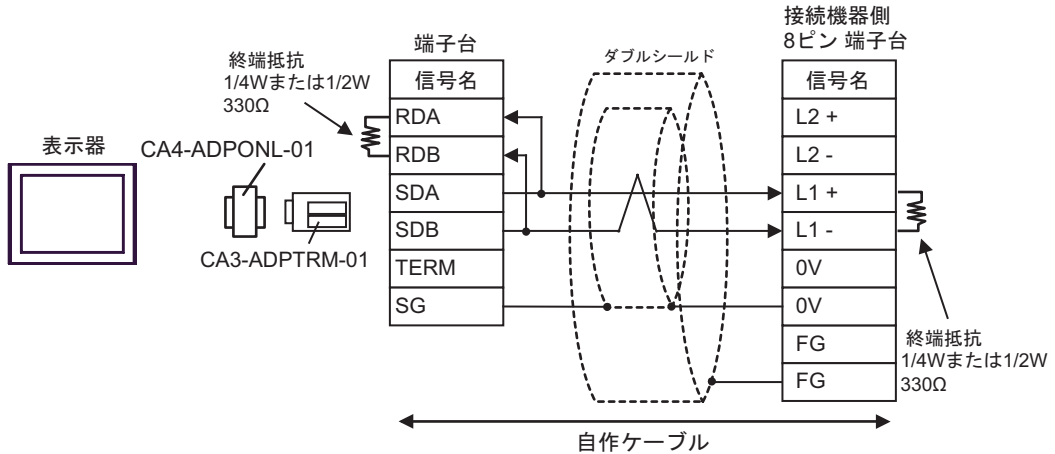 表示器
CA4-ADPONL-01
CA3-ADPTRM-01
終端抵抗
1/4Wまたは1/2W
330Ω
端子台
信号名
RDA
RDB
SDA
SDB
TERM
SG
ダブルシールド
接続機器側
8ピン 端子台
信号名
L2 +
L2 -
L1 +
L1 -
0V
0V
FG
FG
終端抵抗
1/4Wまたは1/2W
330Ω
自作ケーブル